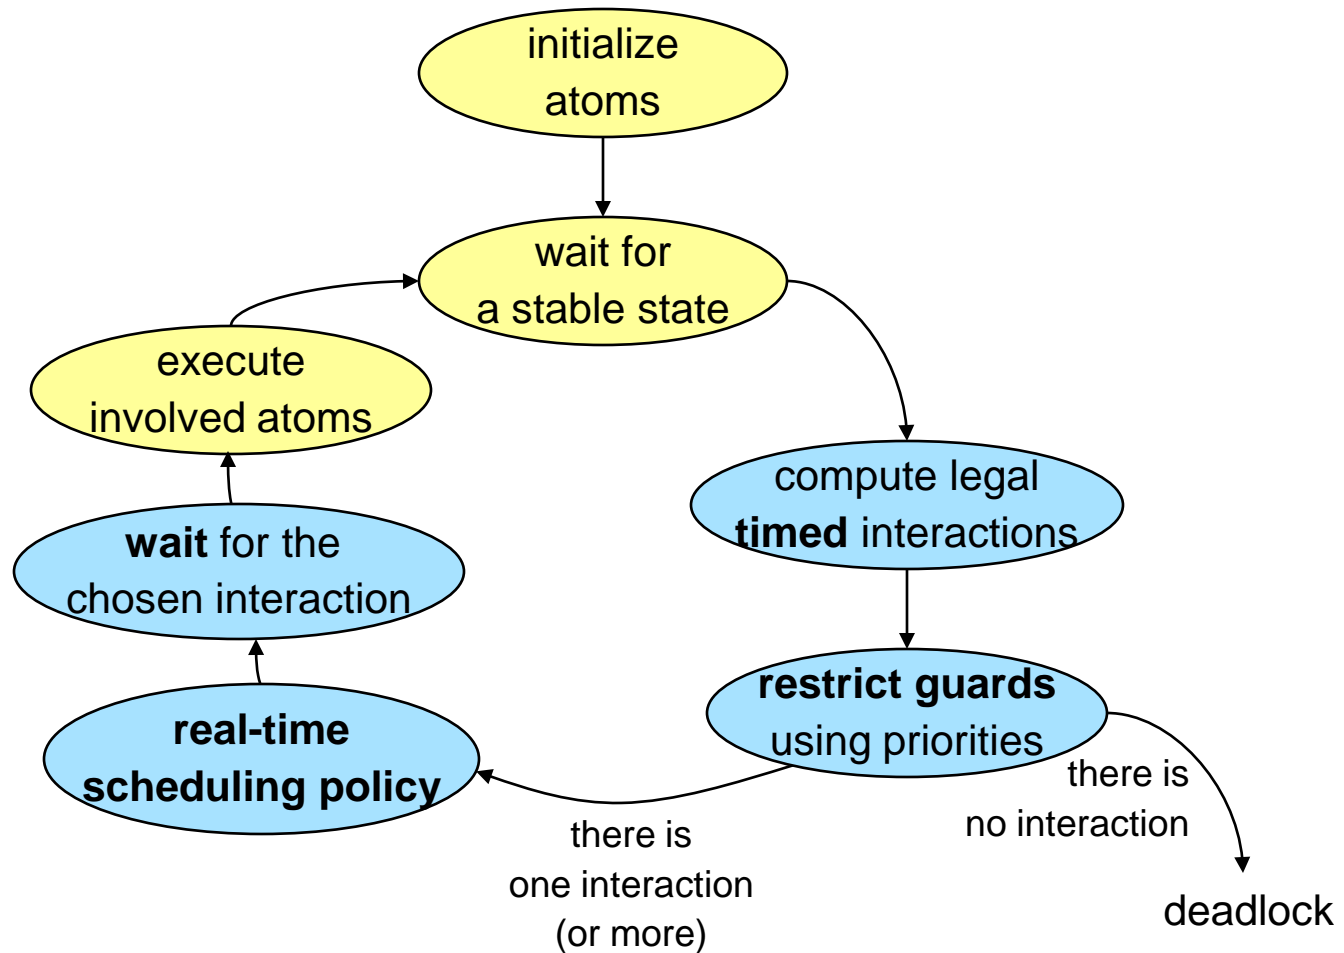 initialize
atoms
wait for
a stable state
execute
involved atoms
compute legal
timed interactions
wait for the
chosen interaction
restrict guards
using priorities
real-time
scheduling policy
there is
no interaction
there is
one interaction
(or more)
deadlock